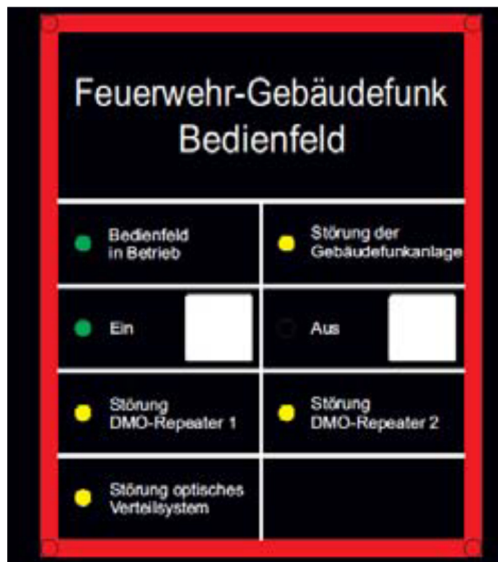 Feuerwehr-Gebäudefunk
Bedienfeld
Bedienfeld
in Betrieb
Störung der
Gebäudefunkanlage
Ein
Aus
Störung
DMO-Repeater 1
Störung
DMO-Repeater 2
Störung optisches
Verteilsystem